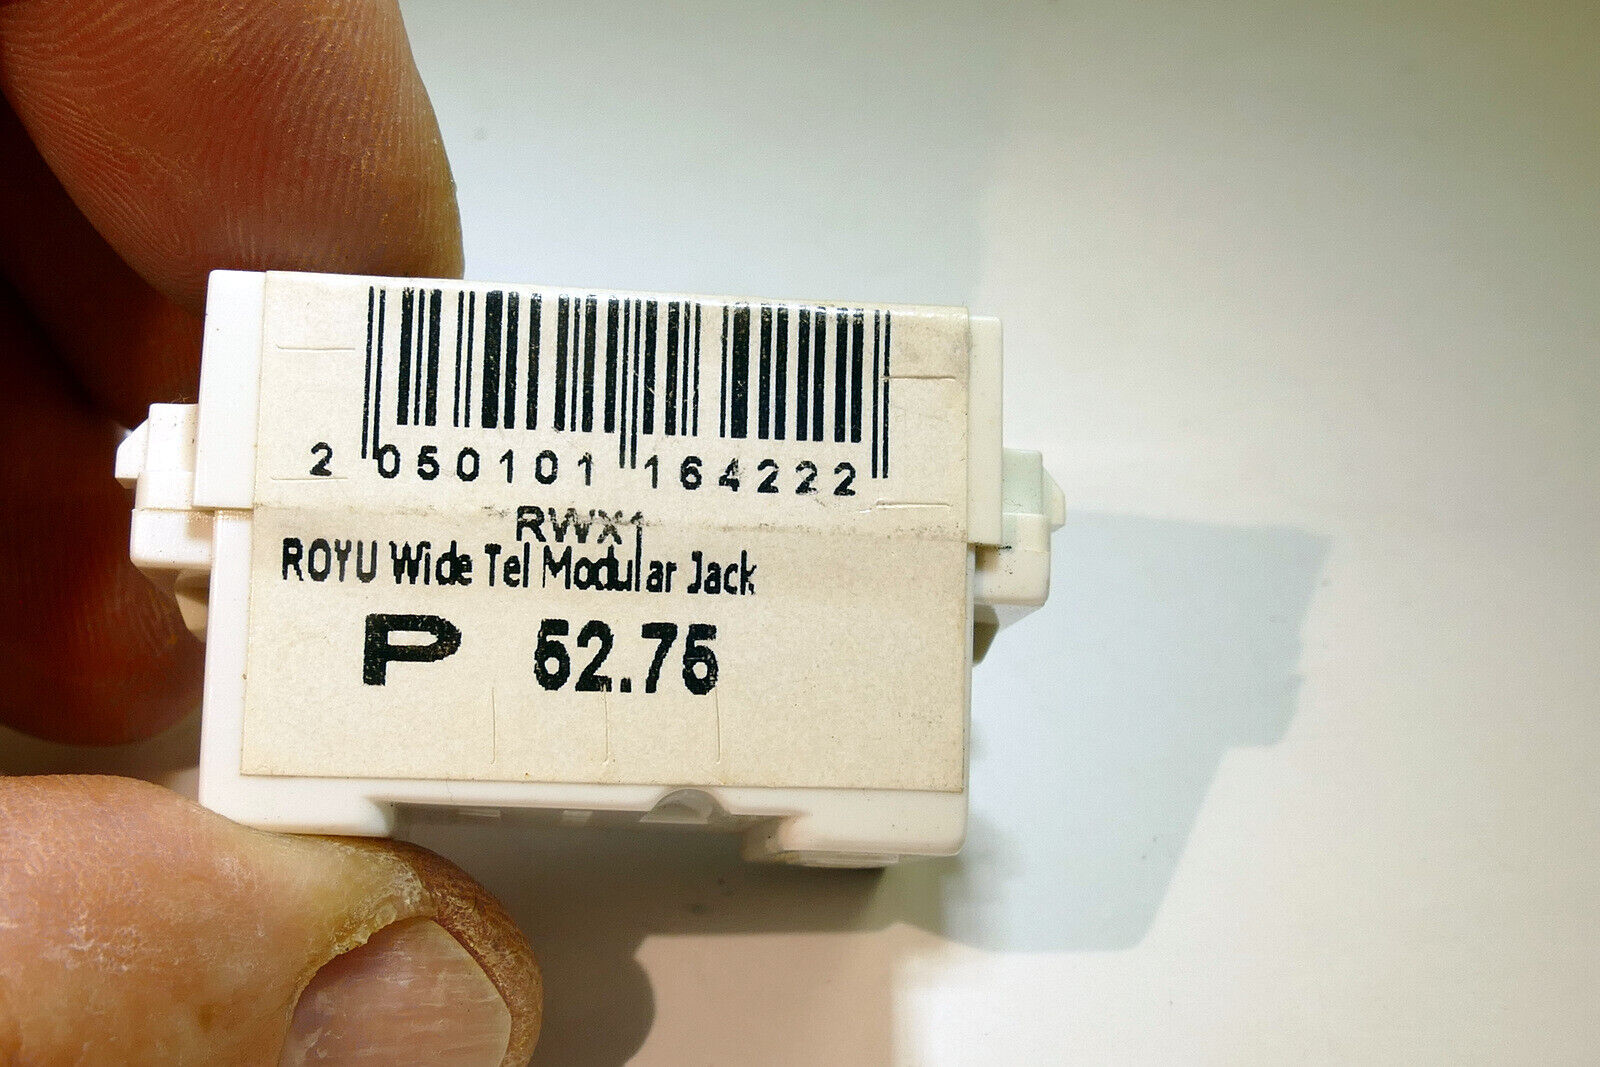 2 050101 164222
RWX1
ROYU Wide Tel Modular Jack
P 52.75